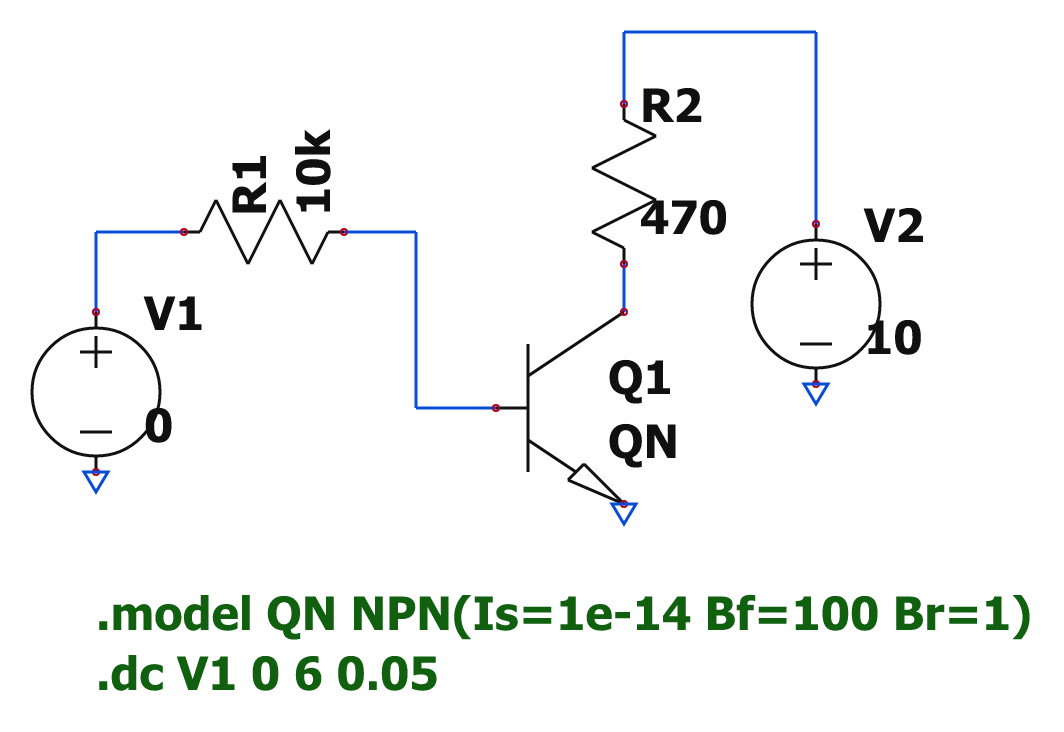 R2
R1
10k
470
V2
V1
10
Q1
0
QN
.model QN NPN(Is=1e-14 Bf=100 Br=1)
.dc V1 0 6 0.05